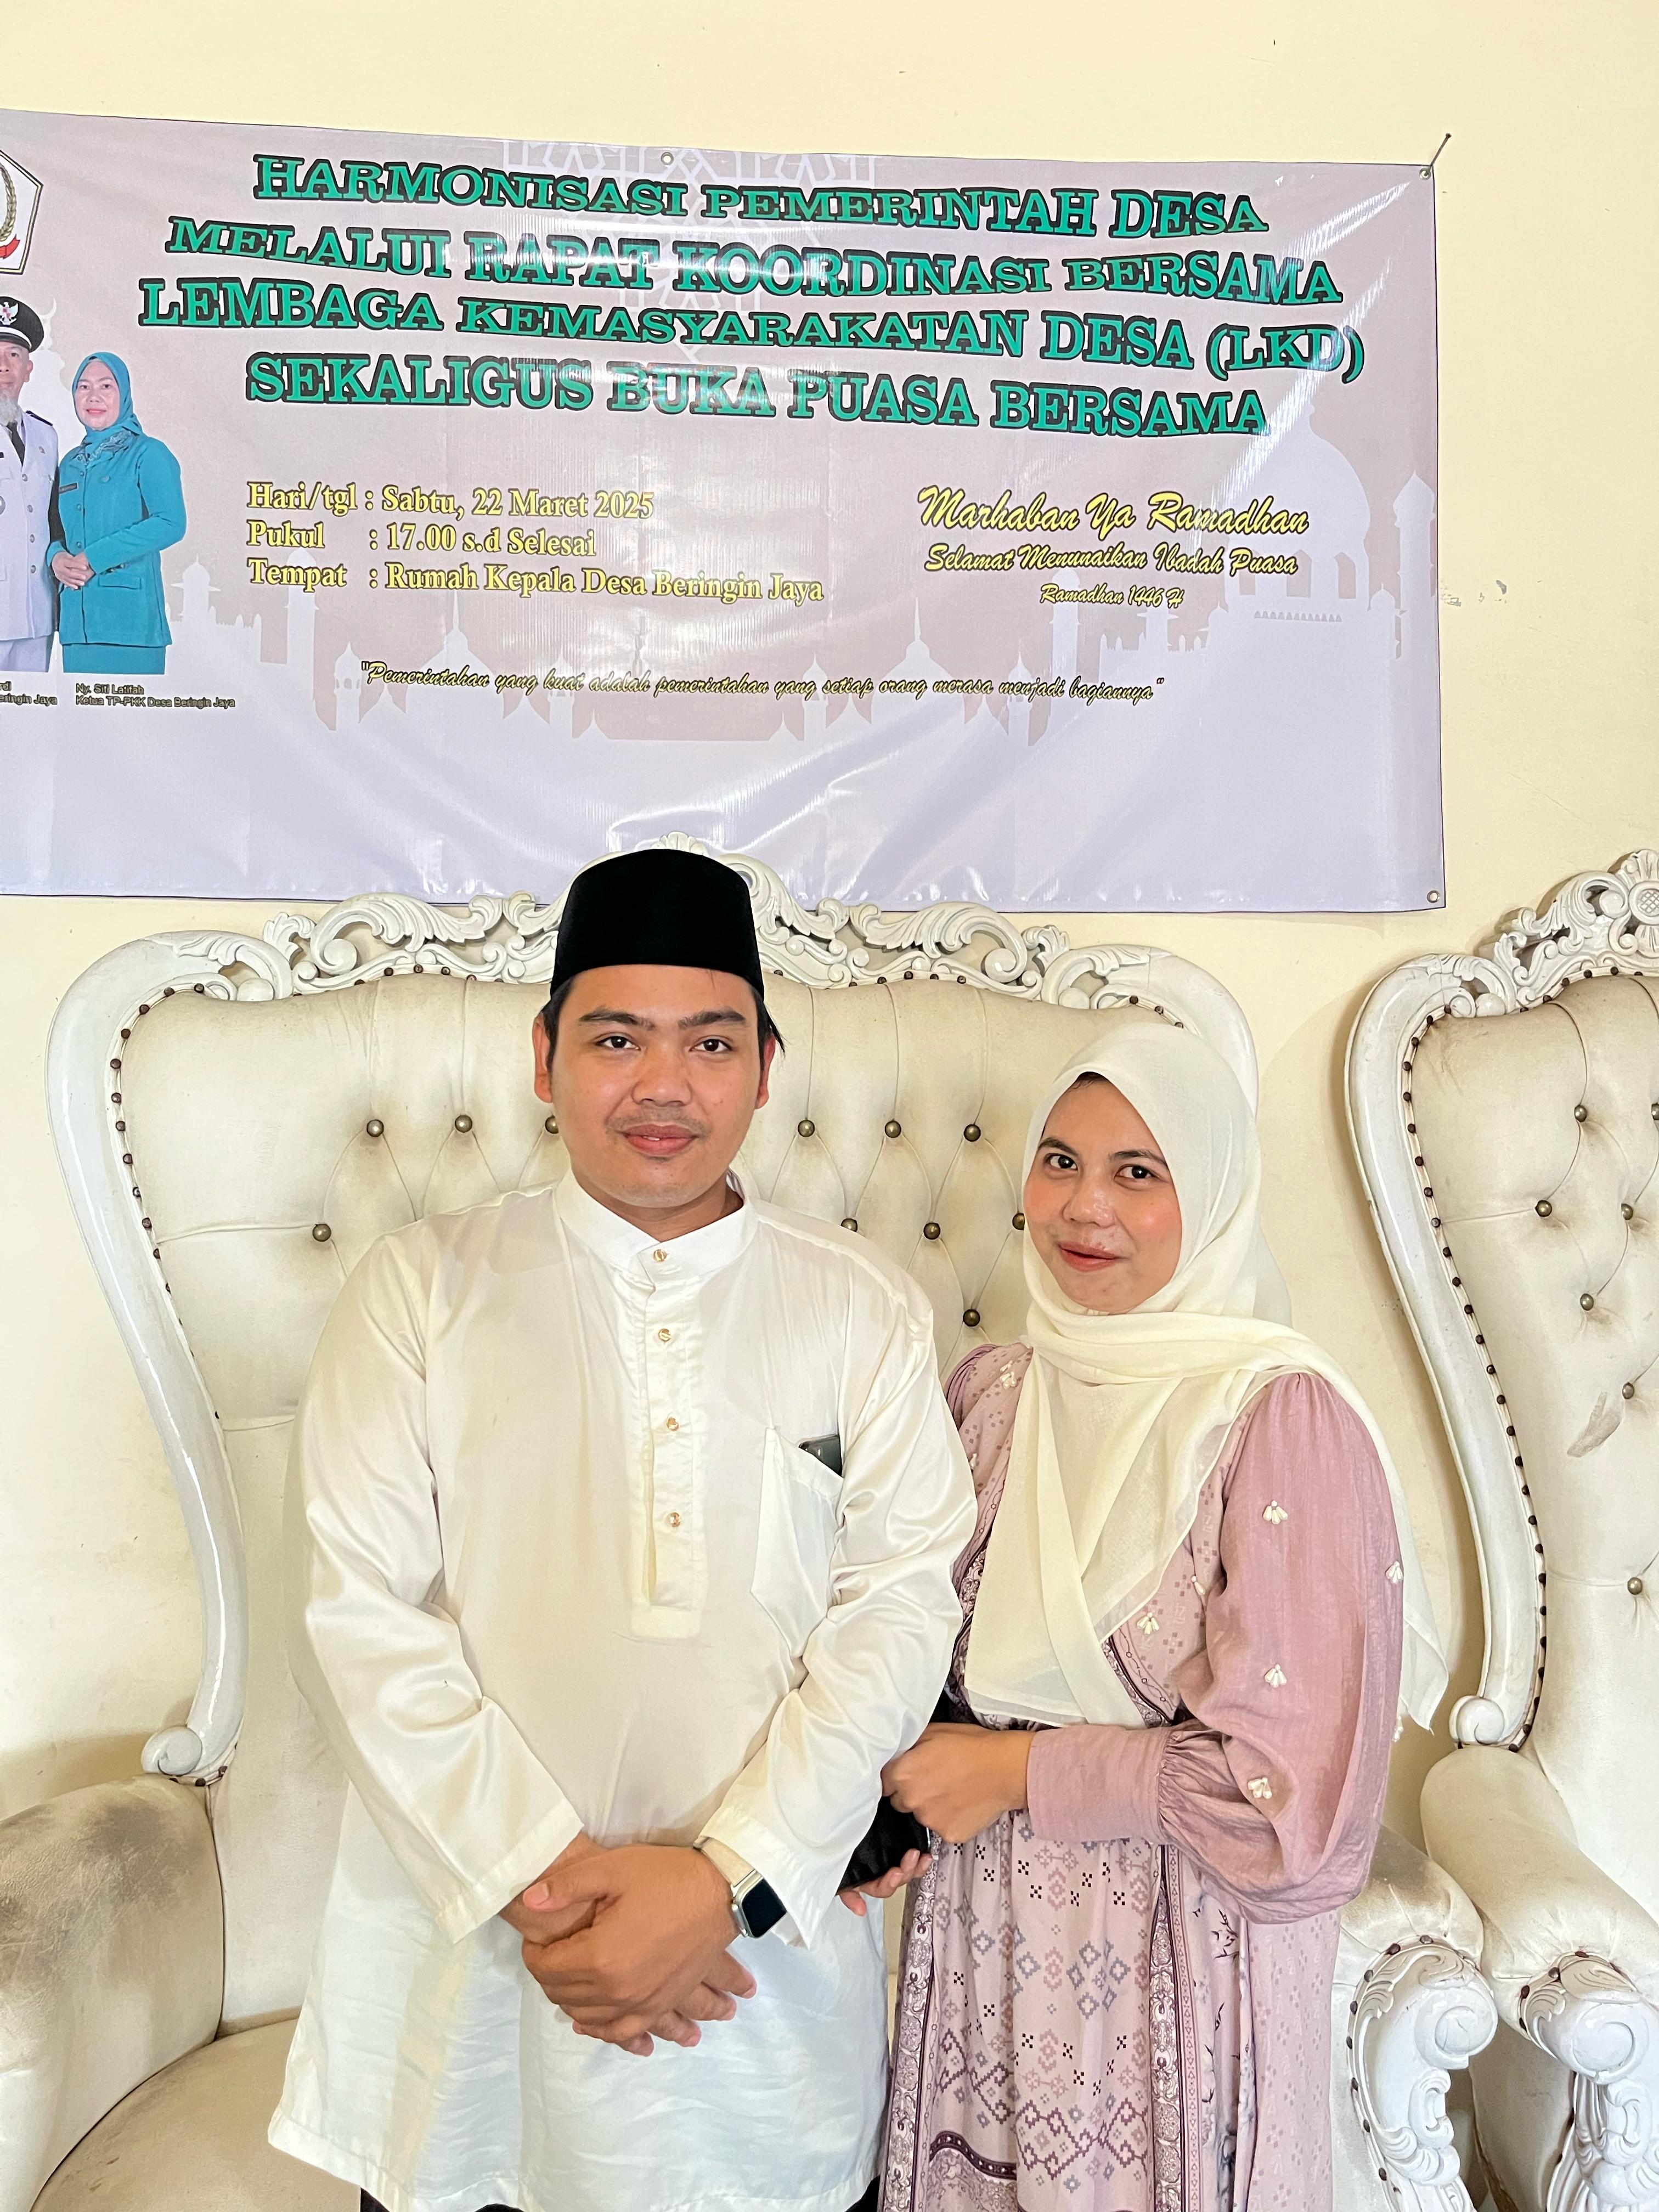 HARMONISASI PEMERINTAH DESA
MELALUI RAPAT KOORDINASI BERSAMA
LEMBAGA KEMASYARAKATAN DESA (LKD)
SEKALIGUS BUKA PUASA BERSAMA
Hari/tgl : Sabtu, 22 Maret 2025
Pukul : 17.00 s.d Selesai
Tempat : Rumah Kepala Desa Beringin Jaya
Marhaban Ya Ramadhan
Selamat Menunaikan Ibadah Puasa
Ramadhan 1446 H
"Pemerintahan yang kuat adalah pemerintahan yang setiap orang merasa menjadi bagiannya"
Jaya
Ny. Siti Latifah
Ketua TP-PKK Desa Beringin Jaya